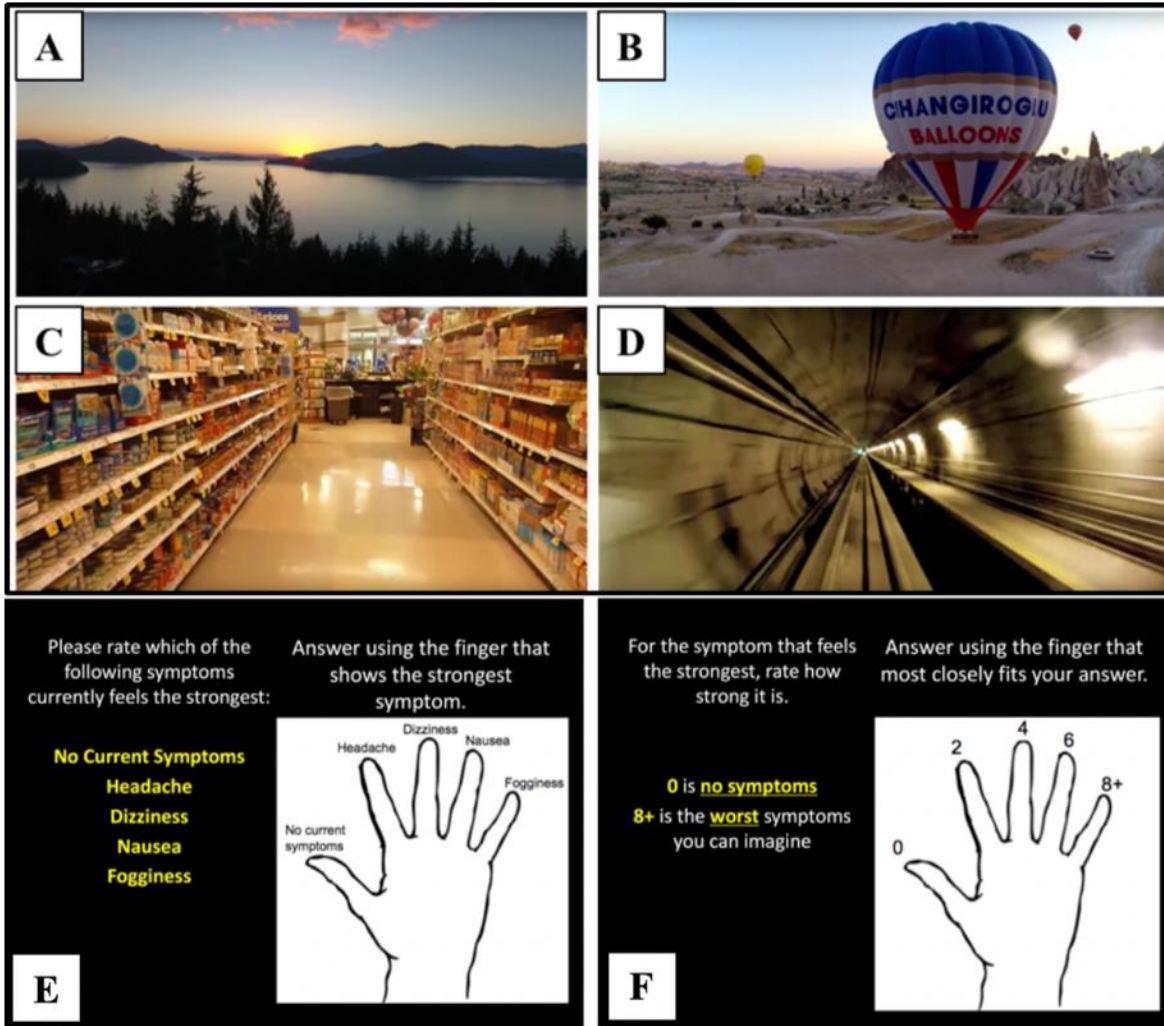 A
B
CIHANGIROGLU
BALLOONS
C
D
Please rate which of the
following symptoms
currently feels the strongest:
No Current Symptoms
Headache
Dizziness
Nausea
Fogginess
Answer using the finger that
shows the strongest
symptom.
Dizziness
Headache
Nausea
Fogginess
No current
symptoms
E
For the symptom that feels
the strongest, rate how
strong it is.
0 is no symptoms
8+ is the worst symptoms
you can imagine
Answer using the finger that
most closely fits your answer.
4
2
6
8+
0
F